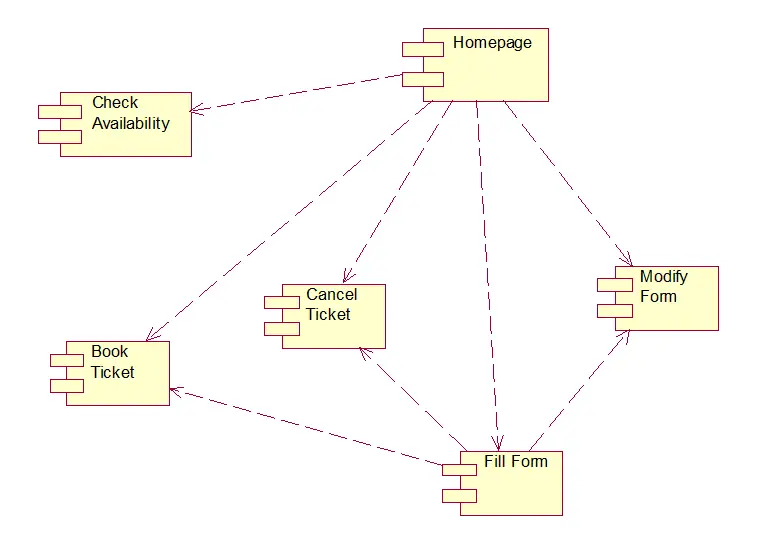 Homepage
Check
Availability
Modify
Form
Cancel
Ticket
Book
Ticket
Fill Form